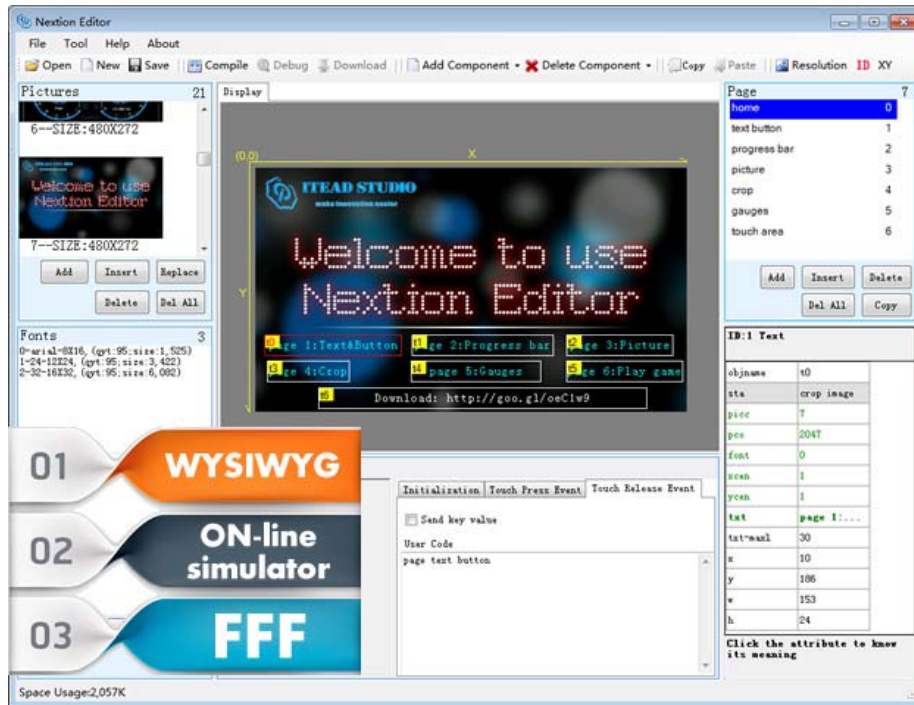 Nextion Editor
File Tool Help About
Open New Save Compile Debug Download Add Component Delete Component Copy Paste Resolution ID XY
Pictures 21
6--SIZE:480X272
Welcome to use
Nextion Editor
7--SIZE:480X272
Add Insert Replace
Delete Del All
Fonts 3
0-arial-8X16, (qyt:95;size:1,525)
1-24-12X24, (qyt:95;size:3,422)
2-32-16X32, (qyt:95;size:6,082)
Display
(0,0) X
Y
ITEAD STUDIO
make innovation easier
Welcome to use
Nextion Editor
t0 page 1:Text&Button t1 ge 2:Progress bar t2 ge 3:Picture
t3 ge 4:Crop t4 page 5:Gauges t5 ge 6:Play game
t6 Download: http://goo.gl/oeC1w9
01 WYSIWYG
02 ON-line
simulator
03 FFF
Initialization Touch Press Event Touch Release Event
Send key value
User Code
page text button
Page 7
home 0
text button 1
progress bar 2
picture 3
crop 4
gauges 5
touch area 6
Add Insert Delete
Del All Copy
ID:1 Text
objname t0
sta crop image
picc 7
pco 2047
font 0
xcen 1
ycen 1
txt page 1:...
txt-maxl 30
x 10
y 186
w 153
h 24
Click the attribute to know
its meaning
Space Usage:2,057K